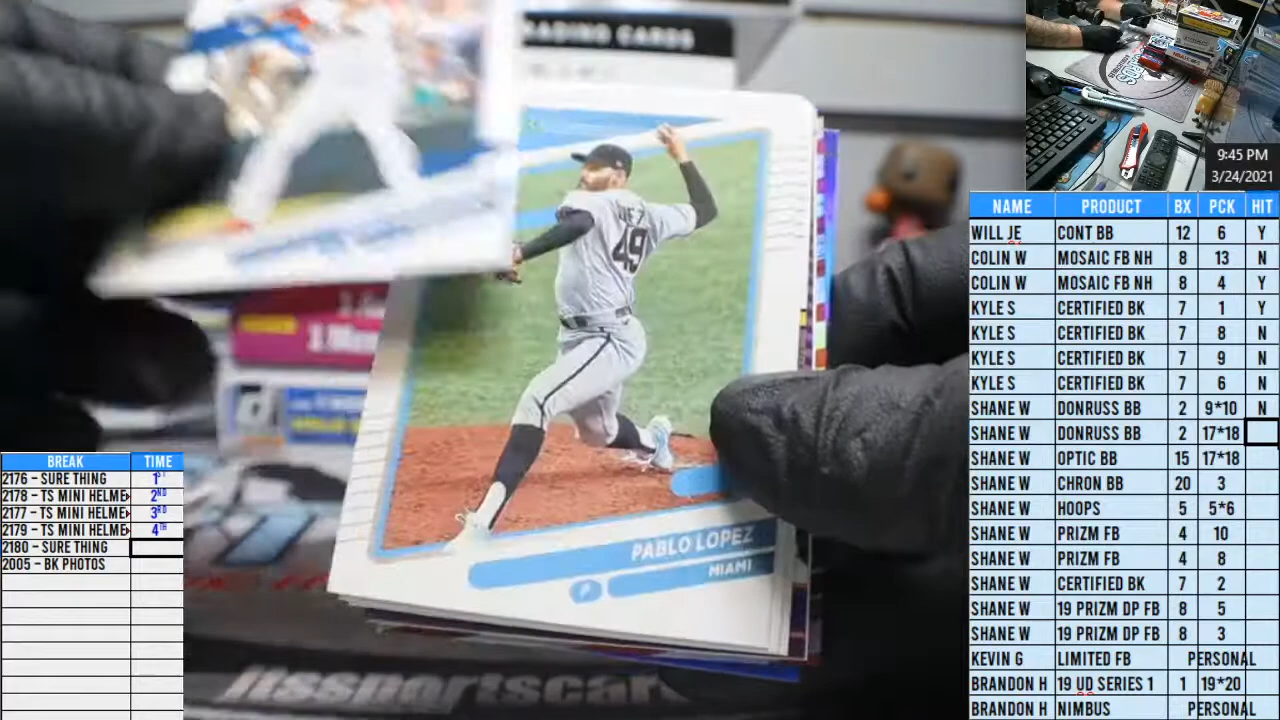 RADING CARDS
49
PABLO LOPEZ
MIAMI
P
itssportscar
9:45 PM
3/24/2021
NAME PRODUCT BX PCK HIT
WILL JE CONT BB 12 6 Y
COLIN W MOSAIC FB NH 8 13 N
COLIN W MOSAIC FB NH 8 4 Y
KYLE S CERTIFIED BK 7 1 Y
KYLE S CERTIFIED BK 7 8 N
KYLE S CERTIFIED BK 7 9 N
KYLE S CERTIFIED BK 7 6 N
SHANE W DONRUSS BB 2 9*10 N
SHANE W DONRUSS BB 2 17*18
SHANE W OPTIC BB 15 17*18
SHANE W CHRON BB 20 3
SHANE W HOOPS 5 5*6
SHANE W PRIZM FB 4 10
SHANE W PRIZM FB 4 8
SHANE W CERTIFIED BK 7 2
SHANE W 19 PRIZM DP FB 8 5
SHANE W 19 PRIZM DP FB 8 3
KEVIN G LIMITED FB PERSONAL
BRANDON H 19 UD SERIES 1 1 19*20
BRANDON H NIMBUS PERSONAL
BREAK TIME
2176 - SURE THING 1ST
2178 - TS MINI HELME 2ND
2177 - TS MINI HELME 3RD
2179 - TS MINI HELME 4TH
2180 - SURE THING
2005 - BK PHOTOS